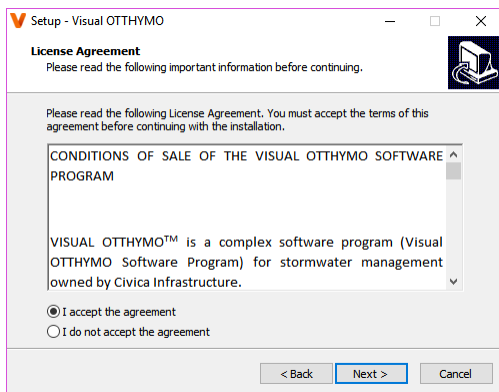 Setup - Visual OTTHYMO
License Agreement
Please read the following important information before continuing.
Please read the following License Agreement. You must accept the terms of this
agreement before continuing with the installation.
CONDITIONS OF SALE OF THE VISUAL OTTHYMO SOFTWARE
PROGRAM
VISUAL OTTHYMO™ is a complex software program (Visual
OTTHYMO Software Program) for stormwater management
owned by Civica Infrastructure.
I accept the agreement
I do not accept the agreement
< Back Next > Cancel